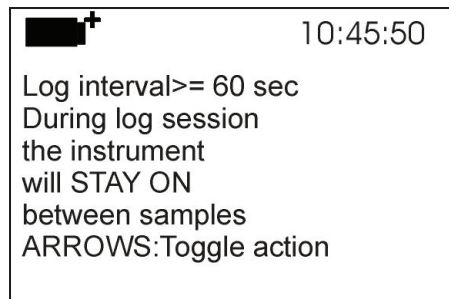 10:45:50
Log interval>= 60 sec
During log session
the instrument
will STAY ON
between samples
ARROWS:Toggle action